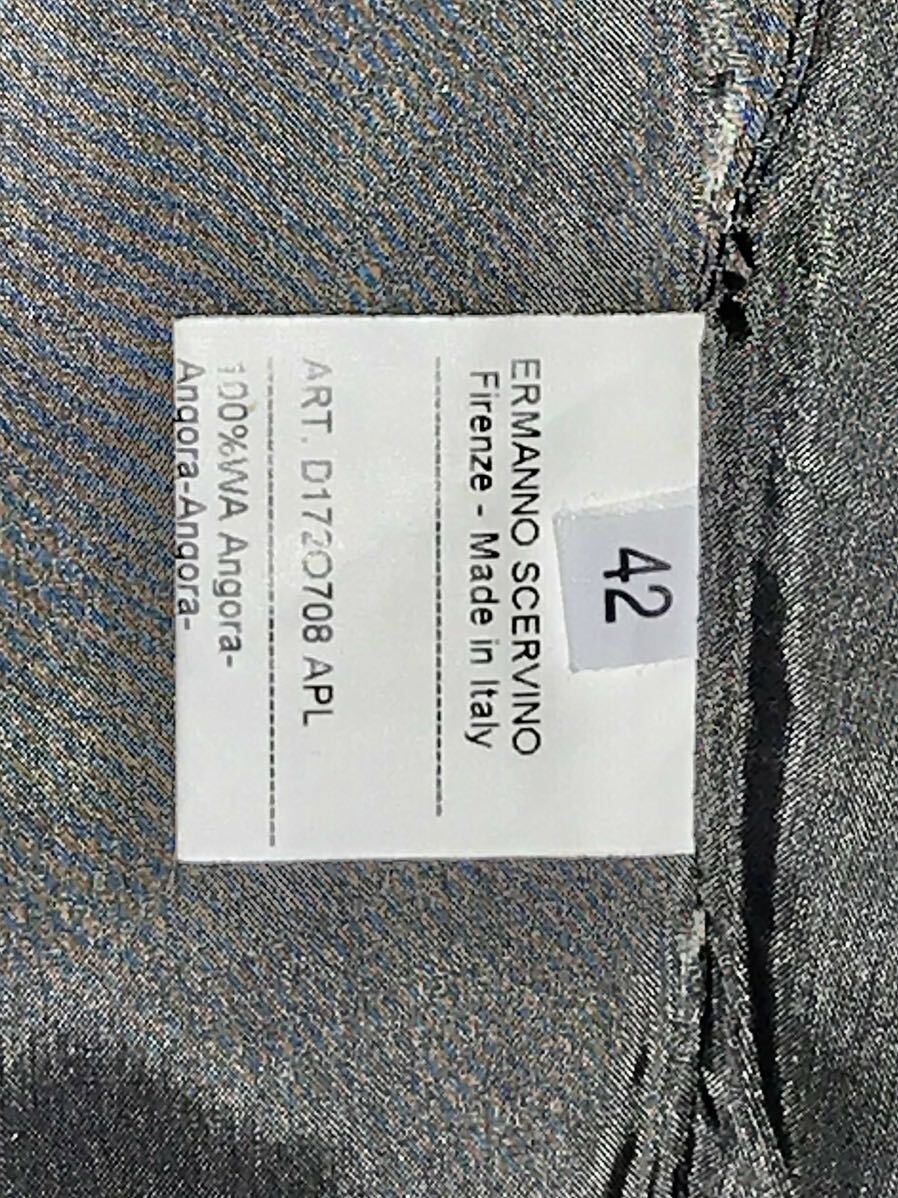 42
ERMANNO SCERVINO
Firenze - Made in Italy
ART. D172O708 APL
100%WA Angora-
Angora-Angora-